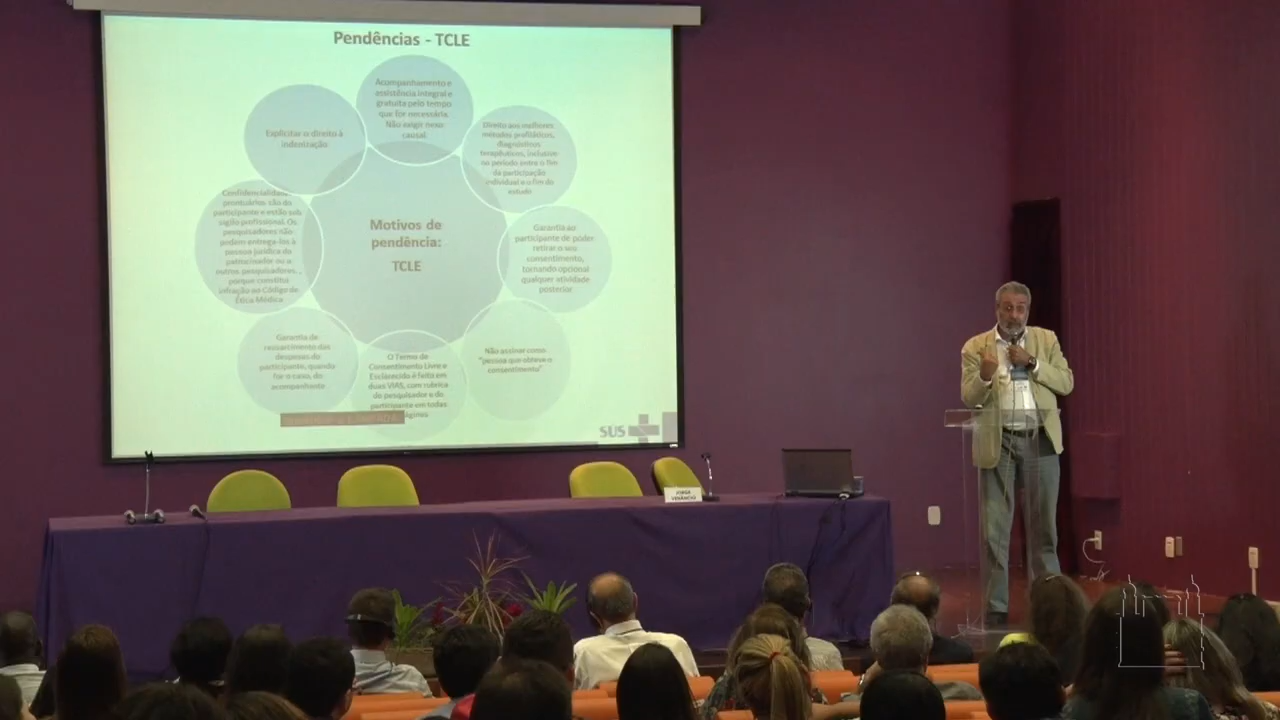 Pendências - TCLE
Acompanhamento e
assistência integral e
gratuita pelo tempo
que for necessária.
Não exigir nexo
causal.
Direito aos melhores
métodos profiláticos,
diagnósticos
terapêuticos, inclusive
no período entre o fim
da participação
individual e o fim do
estudo
Garantia ao
participante de poder
retirar o seu
consentimento,
tornando opcional
qualquer atividade
posterior
Não assinar como
"pessoa que obteve o
consentimento"
O Termo de
Consentimento Livre e
Esclarecido é feito em
duas VIAS, com rubrica
do pesquisador e do
participante em todas
páginas
Garantia de
ressarcimento das
despesas do
participante, quando
for o caso, do
acompanhante
Confidencialidade
prontuários são do
participante e estão sob
sigilo profissional. Os
pesquisadores não
podem entregá-los à
pessoa jurídica do
patrocinador ou a
outros pesquisadores,
porque constitui
infração ao Código de
Ética Médica
Explicitar o direito à
indenização
Motivos de
pendência:
TCLE
SUS
JORGE
VENÂNCIO